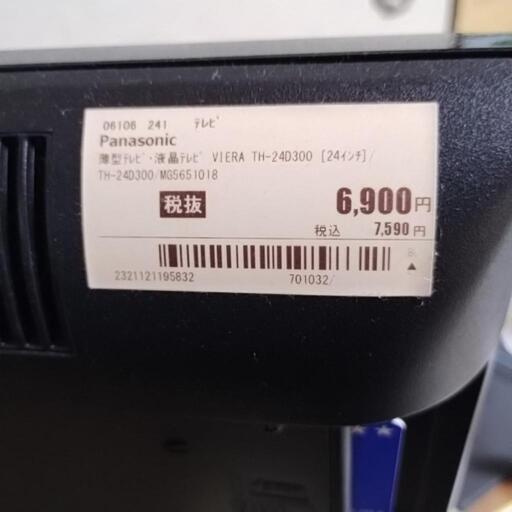 06106 241 テレビ
Panasonic
薄型テレビ・液晶テレビ VIERA TH-24D300 [24インチ]/
TH-24D300/MG5651018
税抜 6,900円
税込 7,590円
2321121195832 701032/